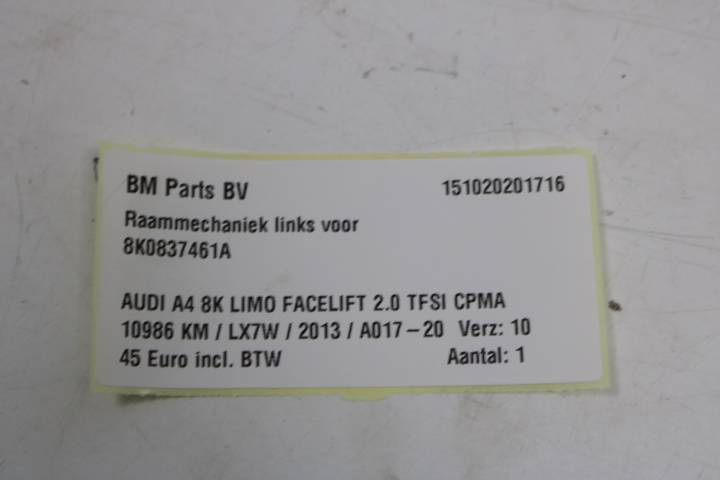 BM Parts BV 151020201716
Raammechaniek links voor
8K0837461A
AUDI A4 8K LIMO FACELIFT 2.0 TFSI CPMA
10986 KM / LX7W / 2013 / A017-20 Verz: 10
45 Euro incl. BTW Aantal: 1